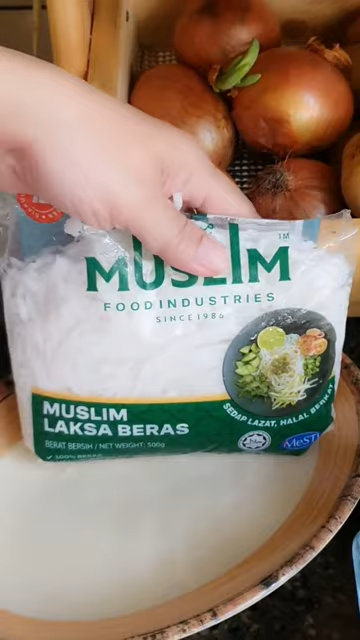 MUSLIM
TM
FOOD INDUSTRIES
SINCE 1986
MUSLIM
LAKSA BERAS
BERAT BERSIH / NET WEIGHT: 500g
✓ 100% BERAS
SEDAP LAZAT, HALAL BERKAT
MeSTI